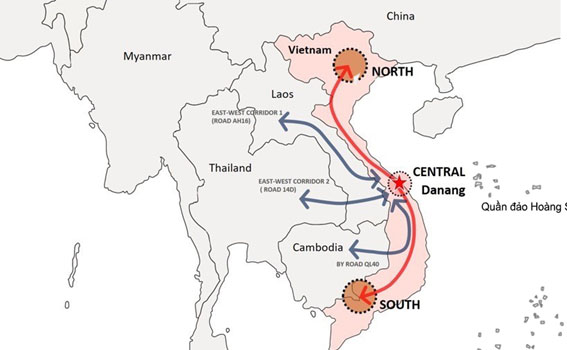 China
Vietnam
Myanmar
NORTH
Laos
EAST-WEST CORRIDOR 1
(ROAD AH16)
Thailand
CENTRAL
Danang
EAST-WEST CORRIDOR 2
( ROAD 14D)
Quần đảo Hoàng S
Cambodia
BY ROAD QL40
SOUTH